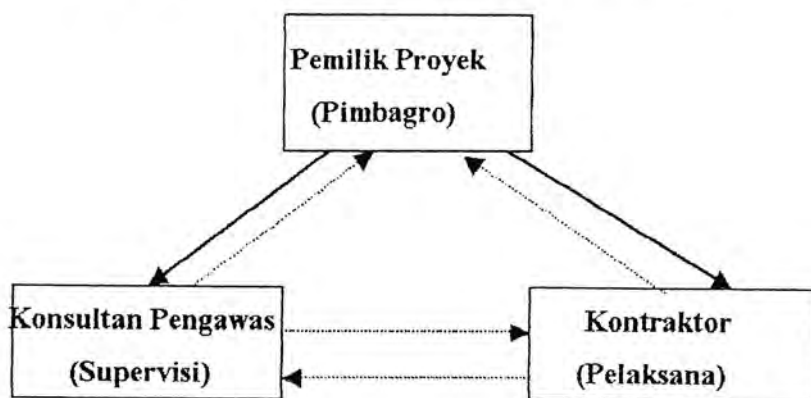 Pemilik Proyek
(Pimbagro)
Konsultan Pengawas
(Supervisi)
Kontraktor
(Pelaksana)